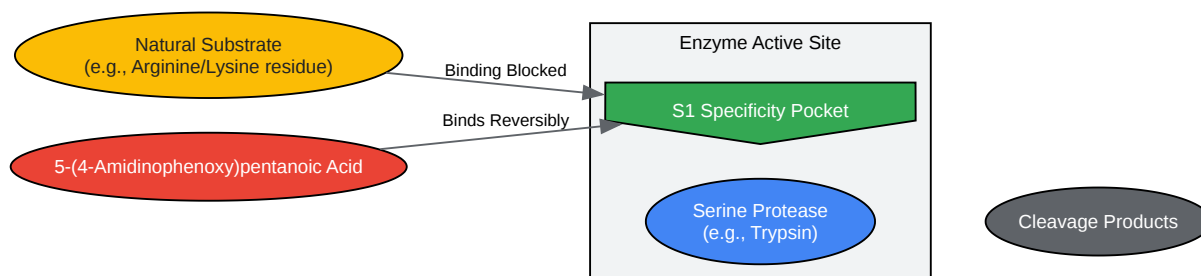 Natural Substrate
(e.g., Arginine/Lysine residue)
Binding Blocked
Enzyme Active Site
S1 Specificity Pocket
Binds Reversibly
5-(4-Amidinophenoxy)pentanoic Acid
Serine Protease
(e.g., Trypsin)
Cleavage Products